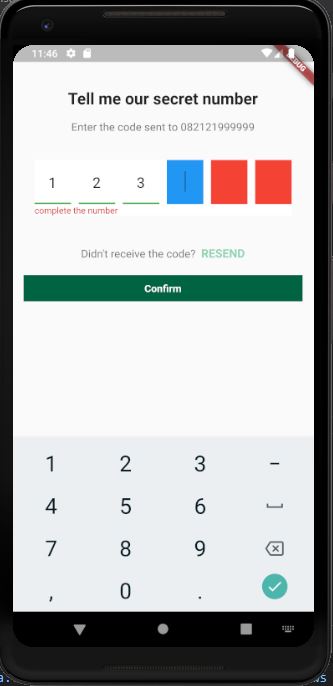 11:46
BUG
Tell me our secret number
Enter the code sent to 082121999999
1 2 3
complete the number
Didn't receive the code? RESEND
Confirm
1 2 3 -
4 5 6
7 8 9
, 0 .